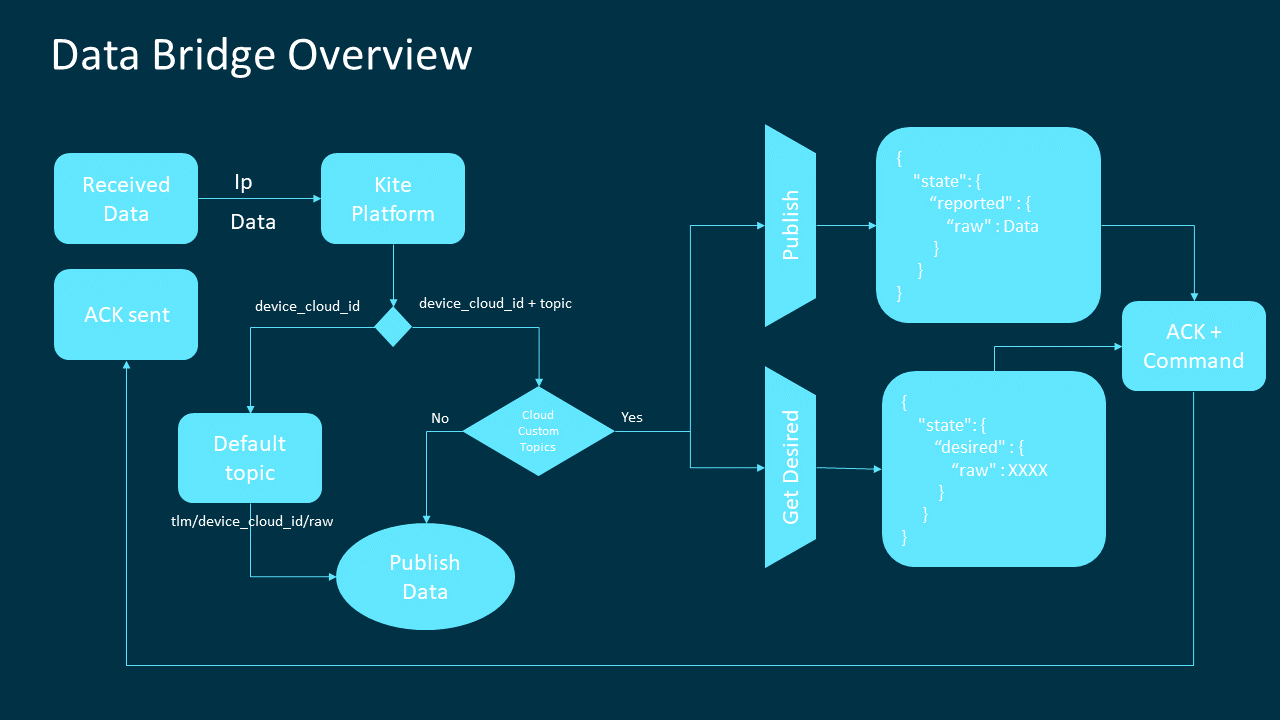 Data Bridge Overview
Received
Data
Ip
Data
Kite
Platform
ACK sent
device_cloud_id
device_cloud_id + topic
Default
topic
tlm/device_cloud_id/raw
Cloud
Custom
Topics
No
Yes
Publish
Data
Publish
{
"state": {
“reported" : {
“raw" : Data
}
}
}
Get Desired
{
"state": {
“desired" : {
“raw" : XXXX
}
}
}
ACK +
Command